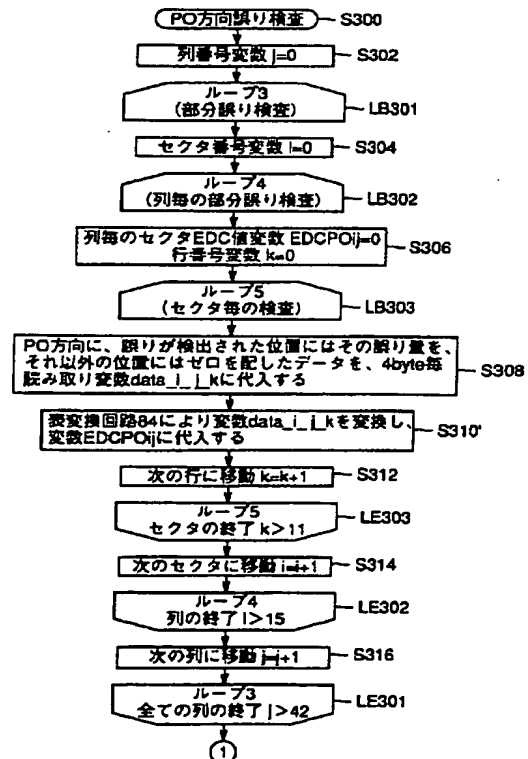 PO方向誤り検査 S300
列番号変数 j=0 S302
ループ3
(部分誤り検査) LB301
セクタ番号変数 i=0 S304
ループ4
(列毎の部分誤り検査) LB302
列毎のセクタEDC値変数 EDCPOij=0
行番号変数 k=0 S306
ループ5
(セクタ毎の検査) LB303
PO方向に、誤りが検出された位置にはその誤り量を、
それ以外の位置にはゼロを配したデータを、4byte毎
読み取り変数data_i_j_kに代入する S308
表変換回路84により変数data_i_j_kを変換し、
変数EDCPOijに代入する S310'
次の行に移動 k=k+1 S312
ループ5
セクタの終了 k>11 LE303
次のセクタに移動 i=i+1 S314
ループ4
列の終了 i>15 LE302
次の列に移動 j=j+1 S316
ループ3
全ての列の終了 j>42 LE301
1